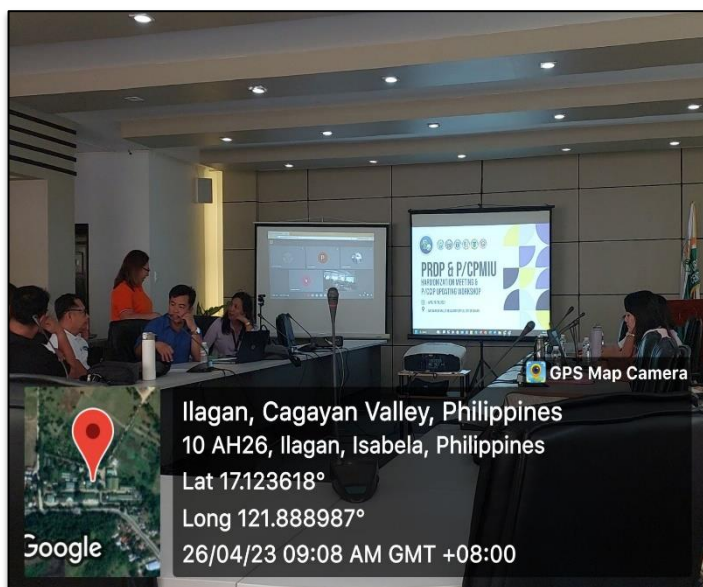 PRDP & P/CPMIU
HARMONIZATION MEETING &
P/CDP UPDATING WORKSHOP
GPS Map Camera
Ilagan, Cagayan Valley, Philippines
10 AH26, Ilagan, Isabela, Philippines
Lat 17.123618°
Long 121.888987°
26/04/23 09:08 AM GMT +08:00
Google